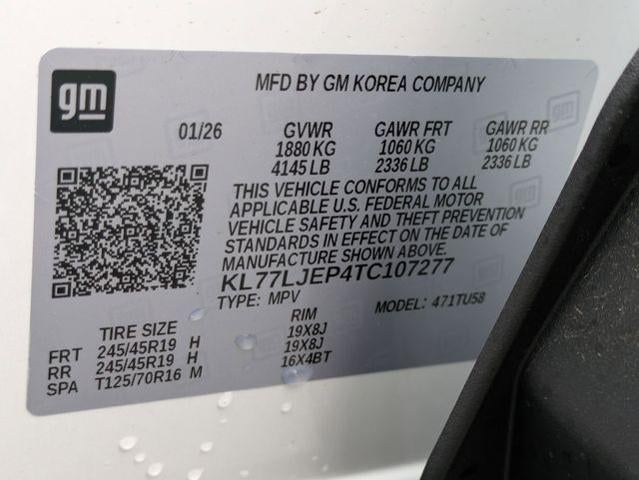 gm
MFD BY GM KOREA COMPANY
01/26 GVWR GAWR FRT GAWR RR
1880 KG 1060 KG 1060 KG
4145 LB 2336 LB 2336 LB
THIS VEHICLE CONFORMS TO ALL
APPLICABLE U.S. FEDERAL MOTOR
VEHICLE SAFETY AND THEFT PREVENTION
STANDARDS IN EFFECT ON THE DATE OF
MANUFACTURE SHOWN ABOVE.
KL77LJEP4TC107277
TYPE: MPV MODEL: 471TU58
TIRE SIZE RIM
FRT 245/45R19 H 19X8J
RR 245/45R19 H 19X8J
SPA T125/70R16 M 16X4BT